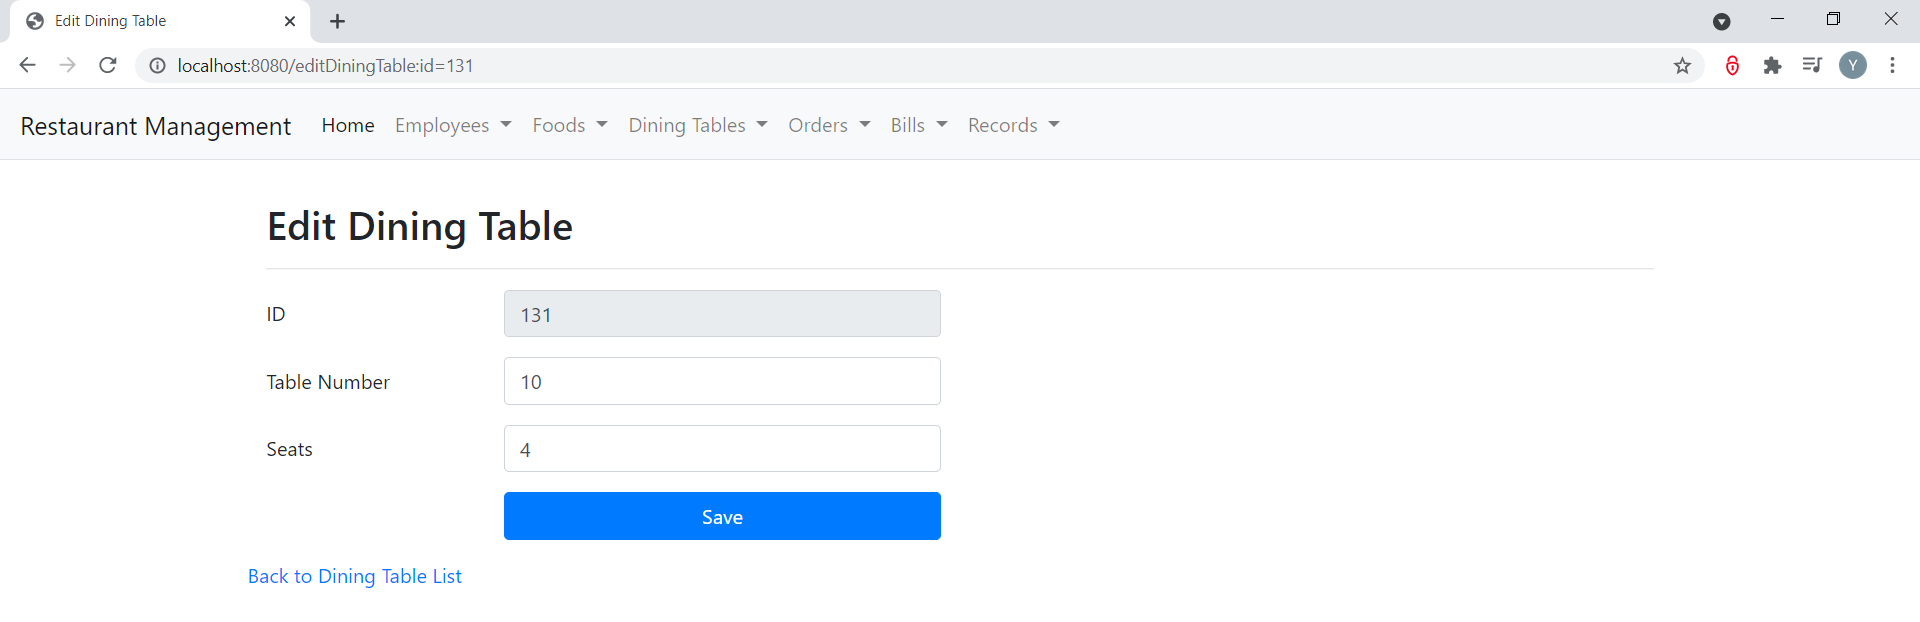 Edit Dining Table
localhost:8080/editDiningTable:id=131
Y
Restaurant Management Home Employees Foods Dining Tables Orders Bills Records
Edit Dining Table
ID 131
Table Number 10
Seats 4
Save
Back to Dining Table List